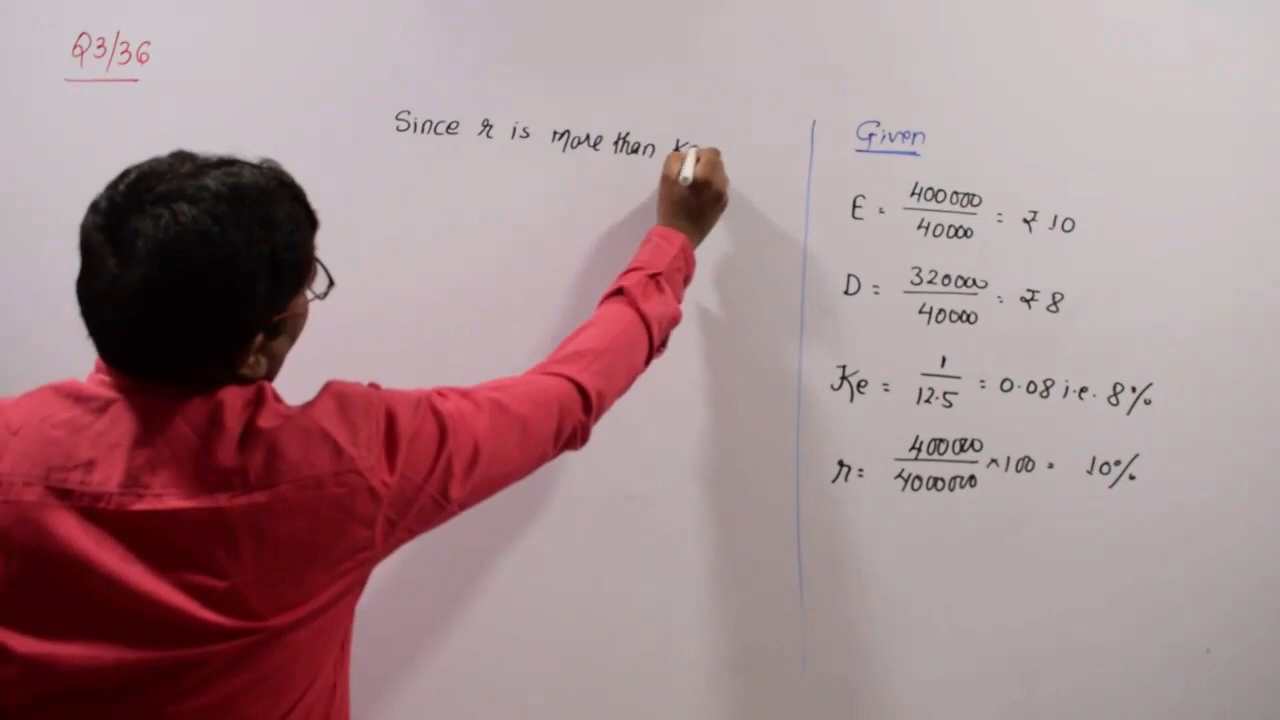 Q3/36
Since r is more than Ke
Given
E = 400000/40000 = ₹ 10
D = 320000/40000 = ₹ 8
Ke = 1/12.5 = 0.08 i.e. 8%
r = 400000/4000000 × 100 = 10%